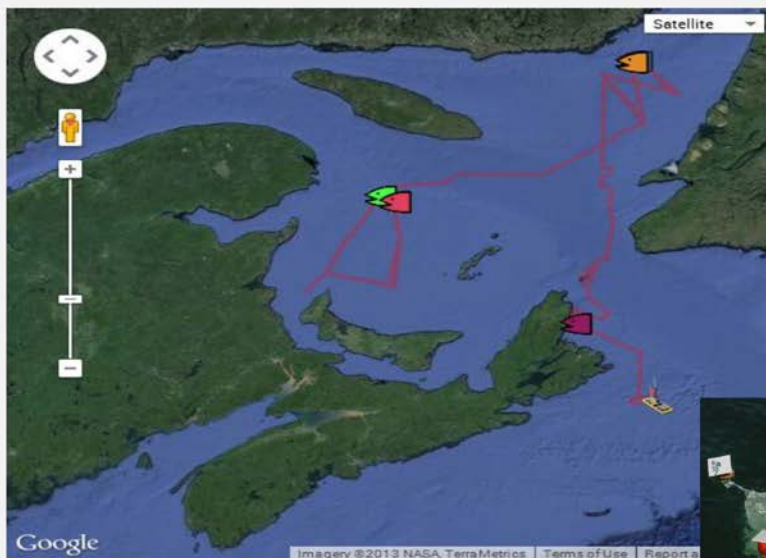 Satellite
Google
Imagery ©2013 NASA, TerraMetrics
Terms of Use
Report a